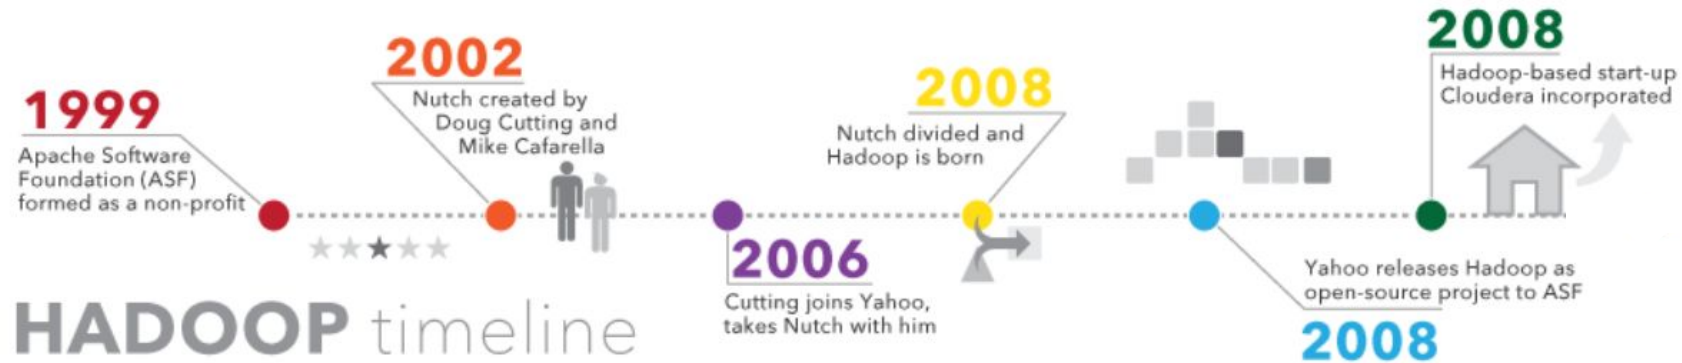 1999
Apache Software
Foundation (ASF)
formed as a non-profit
2002
Nutch created by
Doug Cutting and
Mike Cafarella
2006
Cutting joins Yahoo,
takes Nutch with him
2008
Nutch divided and
Hadoop is born
Yahoo releases Hadoop as
open-source project to ASF
2008
2008
Hadoop-based start-up
Cloudera incorporated
HADOOP timeline